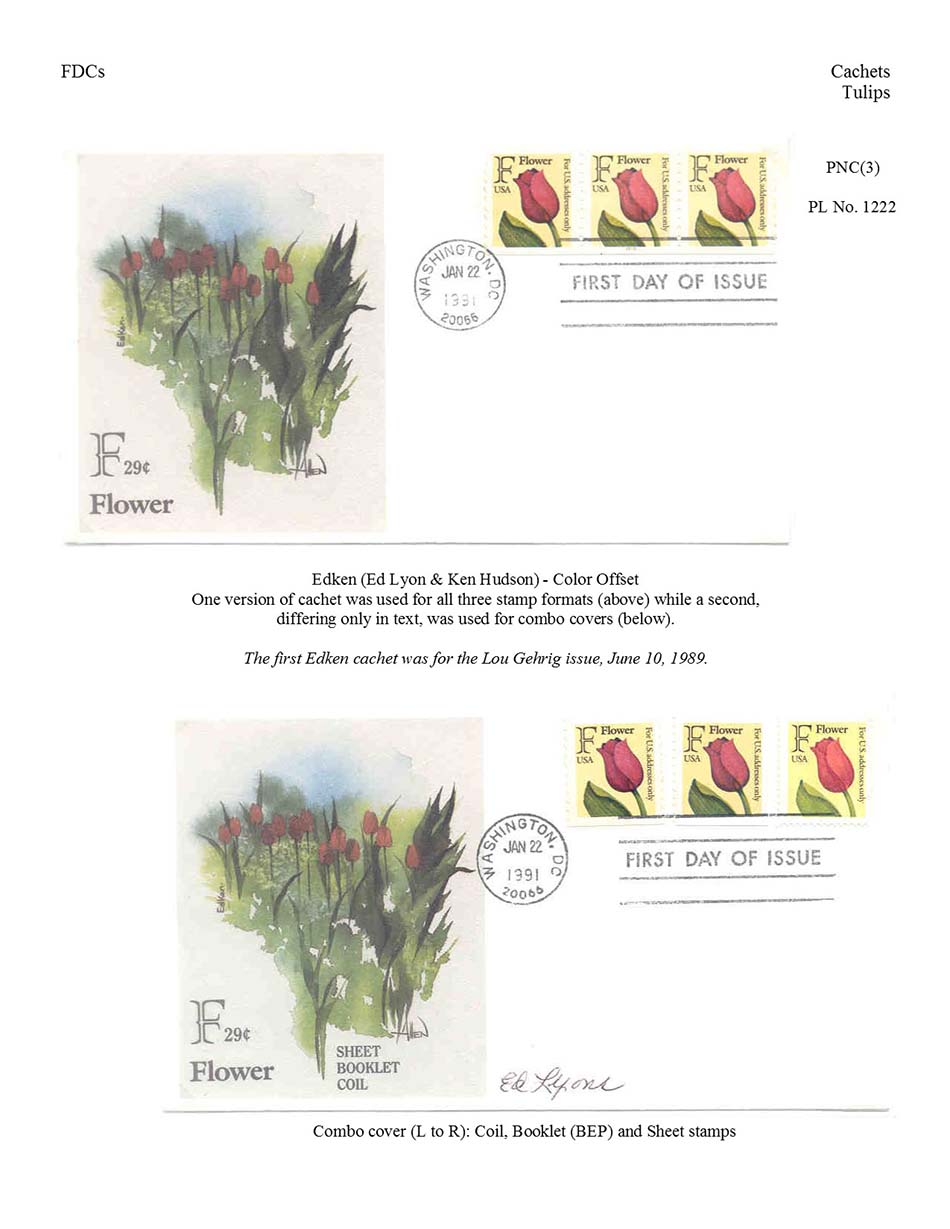 FDCs
Cachets
Tulips
F Flower
USA
For U.S. addresses only
F Flower
USA
For U.S. addresses only
F Flower
USA
For U.S. addresses only
PNC(3)
PL No. 1222
WASHINGTON, DC
JAN 22
1991
20066
FIRST DAY OF ISSUE
Edken
Allen
F 29¢
Flower
Edken (Ed Lyon & Ken Hudson) - Color Offset
One version of cachet was used for all three stamp formats (above) while a second,
differing only in text, was used for combo covers (below).
The first Edken cachet was for the Lou Gehrig issue, June 10, 1989.
F Flower
USA
For U.S. addresses only
F Flower
USA
For U.S. addresses only
F Flower
USA
For U.S. addresses only
WASHINGTON, DC
JAN 22
1991
20066
FIRST DAY OF ISSUE
Edken
Allen
F 29¢
Flower
SHEET
BOOKLET
COIL
Ed Lyons
Combo cover (L to R): Coil, Booklet (BEP) and Sheet stamps